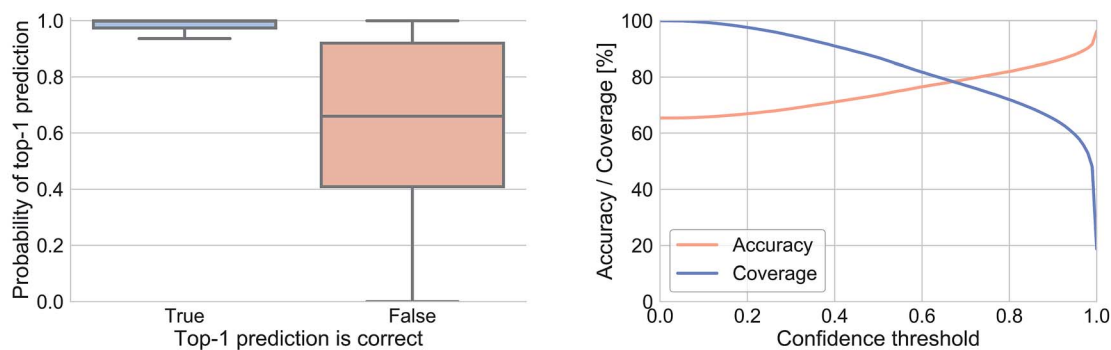 Probability of top-1 prediction
1.0
0.8
0.6
0.4
0.2
0.0
True
False
Top-1 prediction is correct
Accuracy / Coverage [%]
100
80
60
40
20
0
Accuracy
Coverage
0.0
0.2
0.4
0.6
0.8
1.0
Confidence threshold